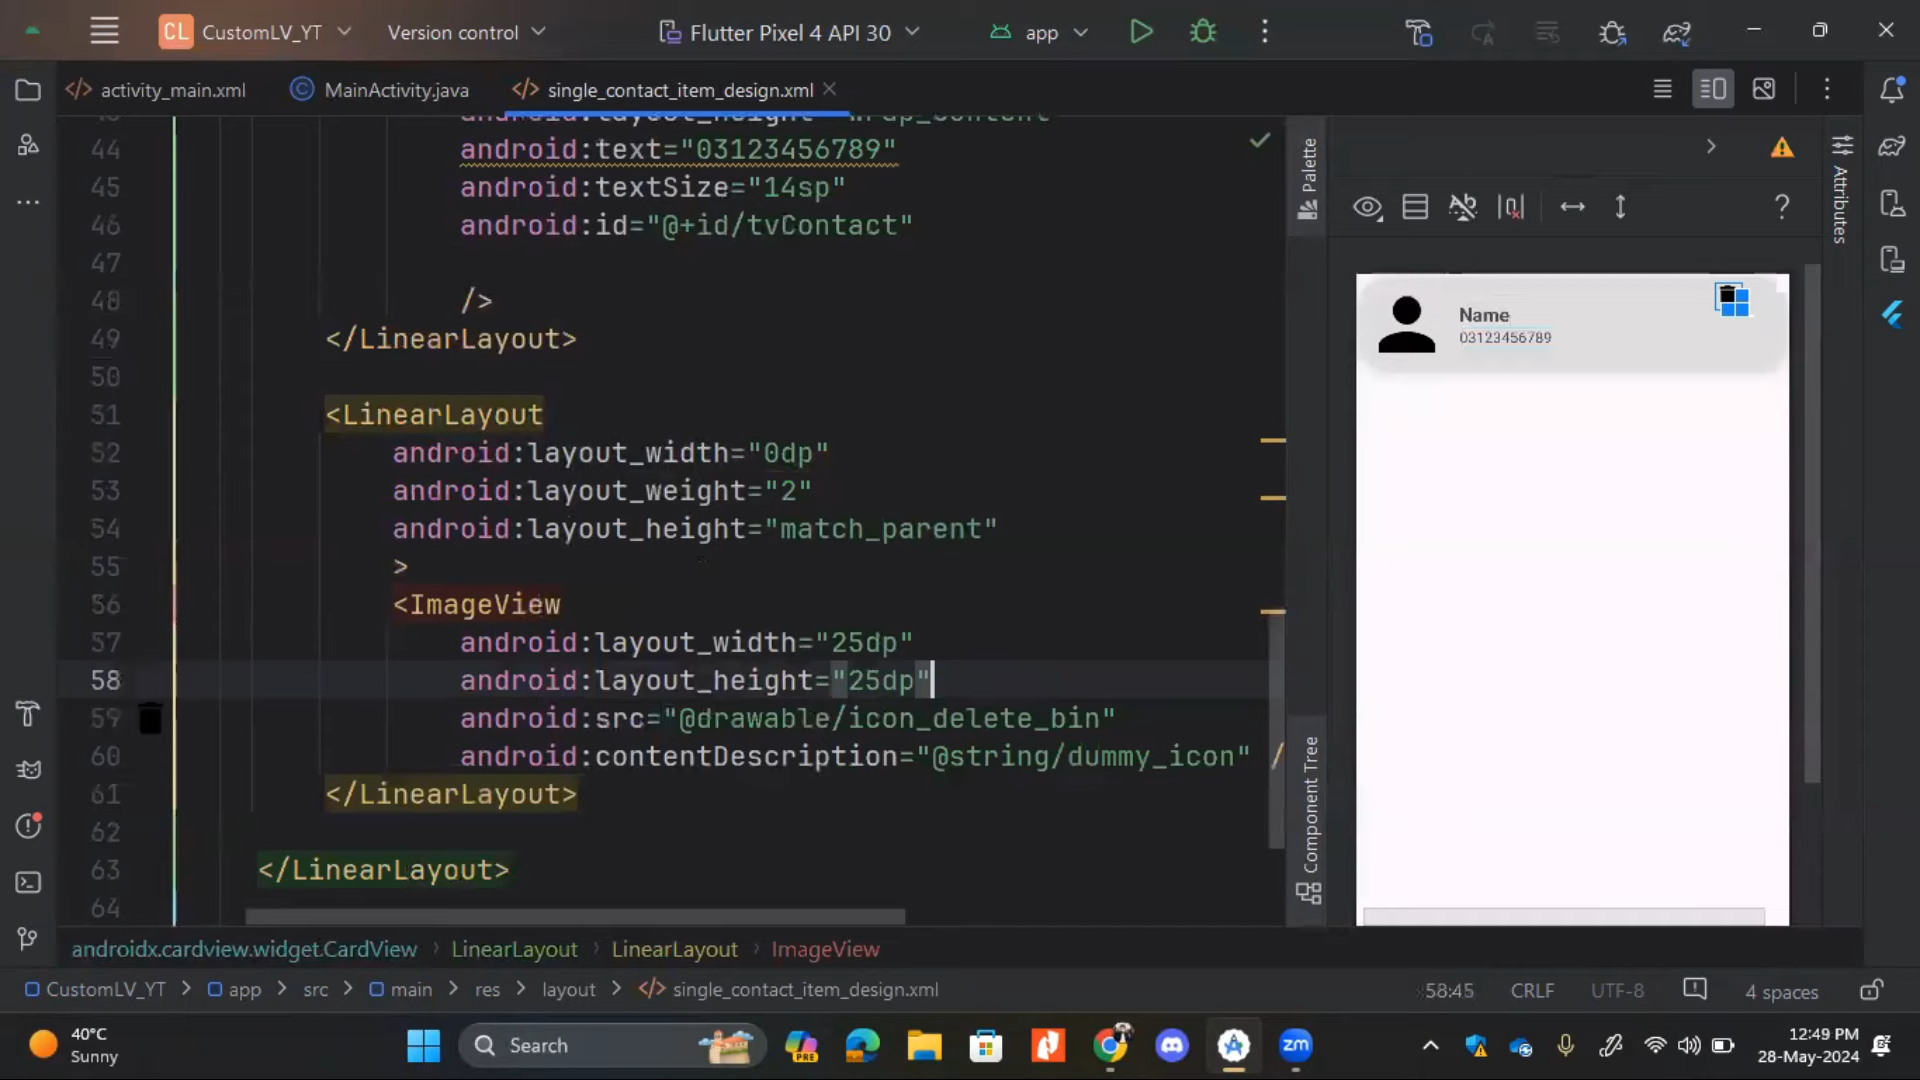 CL CustomLV_YT Version control Flutter Pixel 4 API 30 app
activity_main.xml MainActivity.java single_contact_item_design.xml
44 android:text="03123456789"
45 android:textSize="14sp"
46 android:id="@+id/tvContact"
47
48 />
49 </LinearLayout>
50
51 <LinearLayout
52 android:layout_width="0dp"
53 android:layout_weight="2"
54 android:layout_height="match_parent"
55 >
56 <ImageView
57 android:layout_width="25dp"
58 android:layout_height="25dp"
59 android:src="@drawable/icon_delete_bin"
60 android:contentDescription="@string/dummy_icon" /
61 </LinearLayout>
62
63 </LinearLayout>
64
Palette
Component Tree
Attributes
Name
03123456789
androidx.cardview.widget.CardView LinearLayout LinearLayout ImageView
CustomLV_YT > app > src > main > res > layout > single_contact_item_design.xml 58:45 CRLF UTF-8 4 spaces
40°C
Sunny
Search
PRE
zm
12:49 PM
28-May-2024